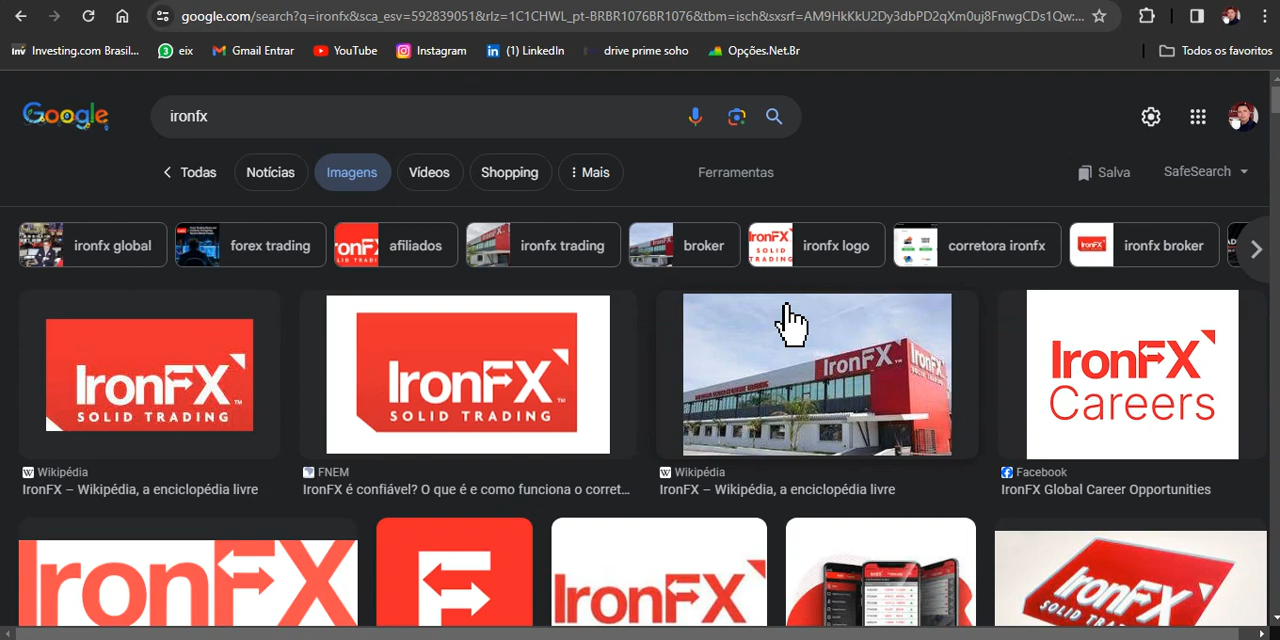 google.com/search?q=ironfx&sca_esv=592839051&rlz=1C1CHWL_pt-BRBR1076BR1076&tbm=isch&sxsrf=AM9HkKkU2Dy3dbPD2qXm0uj8FnwgCDs1Qw:...
Investing.com Brasil... eix Gmail Entrar YouTube Instagram (1) LinkedIn drive prime soho Opções.Net.Br Todos os favoritos
Google ironfx
Todas Notícias Imagens Vídeos Shopping Mais Ferramentas Salva SafeSearch
ironfx global forex trading afiliados ironfx trading broker ironfx logo corretora ironfx ironfx broker
IronFX SOLID TRADING
IronFX SOLID TRADING
IronFX IronFX
IronFX Careers
Wikipédia FNEM Wikipédia Facebook
IronFX – Wikipédia, a enciclopédia livre IronFX é confiável? O que é e como funciona o corret... IronFX – Wikipédia, a enciclopédia livre IronFX Global Career Opportunities
IronFX IronFX IronFX
SOLID TRADING